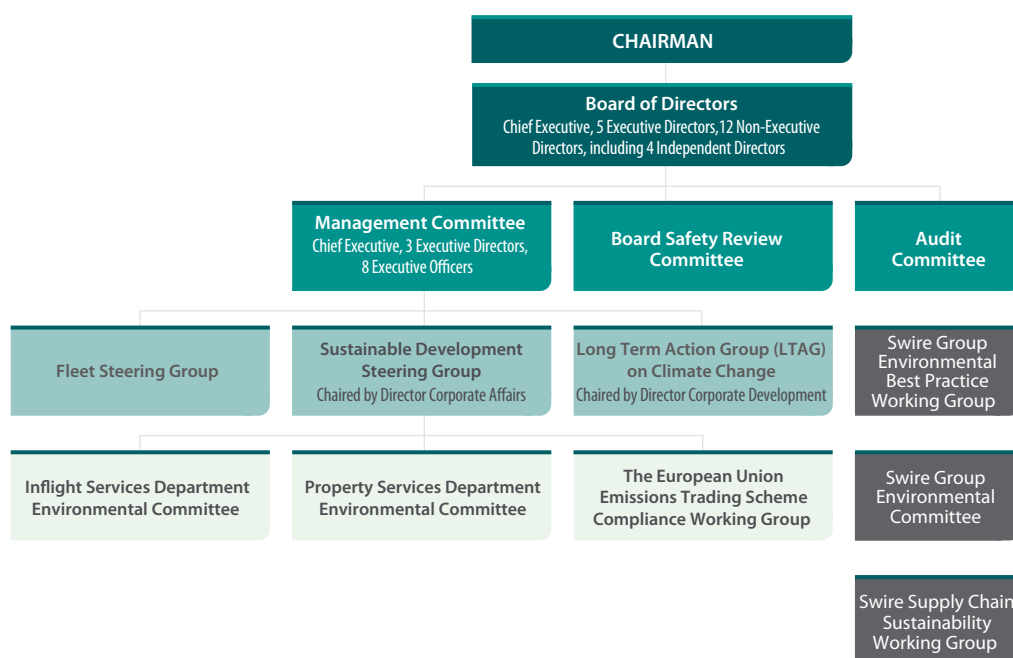 CHAIRMAN
Board of Directors
Chief Executive, 5 Executive Directors,12 Non-Executive
Directors, including 4 Independent Directors
Management Committee
Chief Executive, 3 Executive Directors,
8 Executive Officers
Board Safety Review
Committee
Audit
Committee
Fleet Steering Group
Sustainable Development
Steering Group
Chaired by Director Corporate Affairs
Long Term Action Group (LTAG)
on Climate Change
Chaired by Director Corporate Development
Swire Group
Environmental
Best Practice
Working Group
Inflight Services Department
Environmental Committee
Property Services Department
Environmental Committee
The European Union
Emissions Trading Scheme
Compliance Working Group
Swire Group
Environmental
Committee
Swire Supply Chain
Sustainability
Working Group